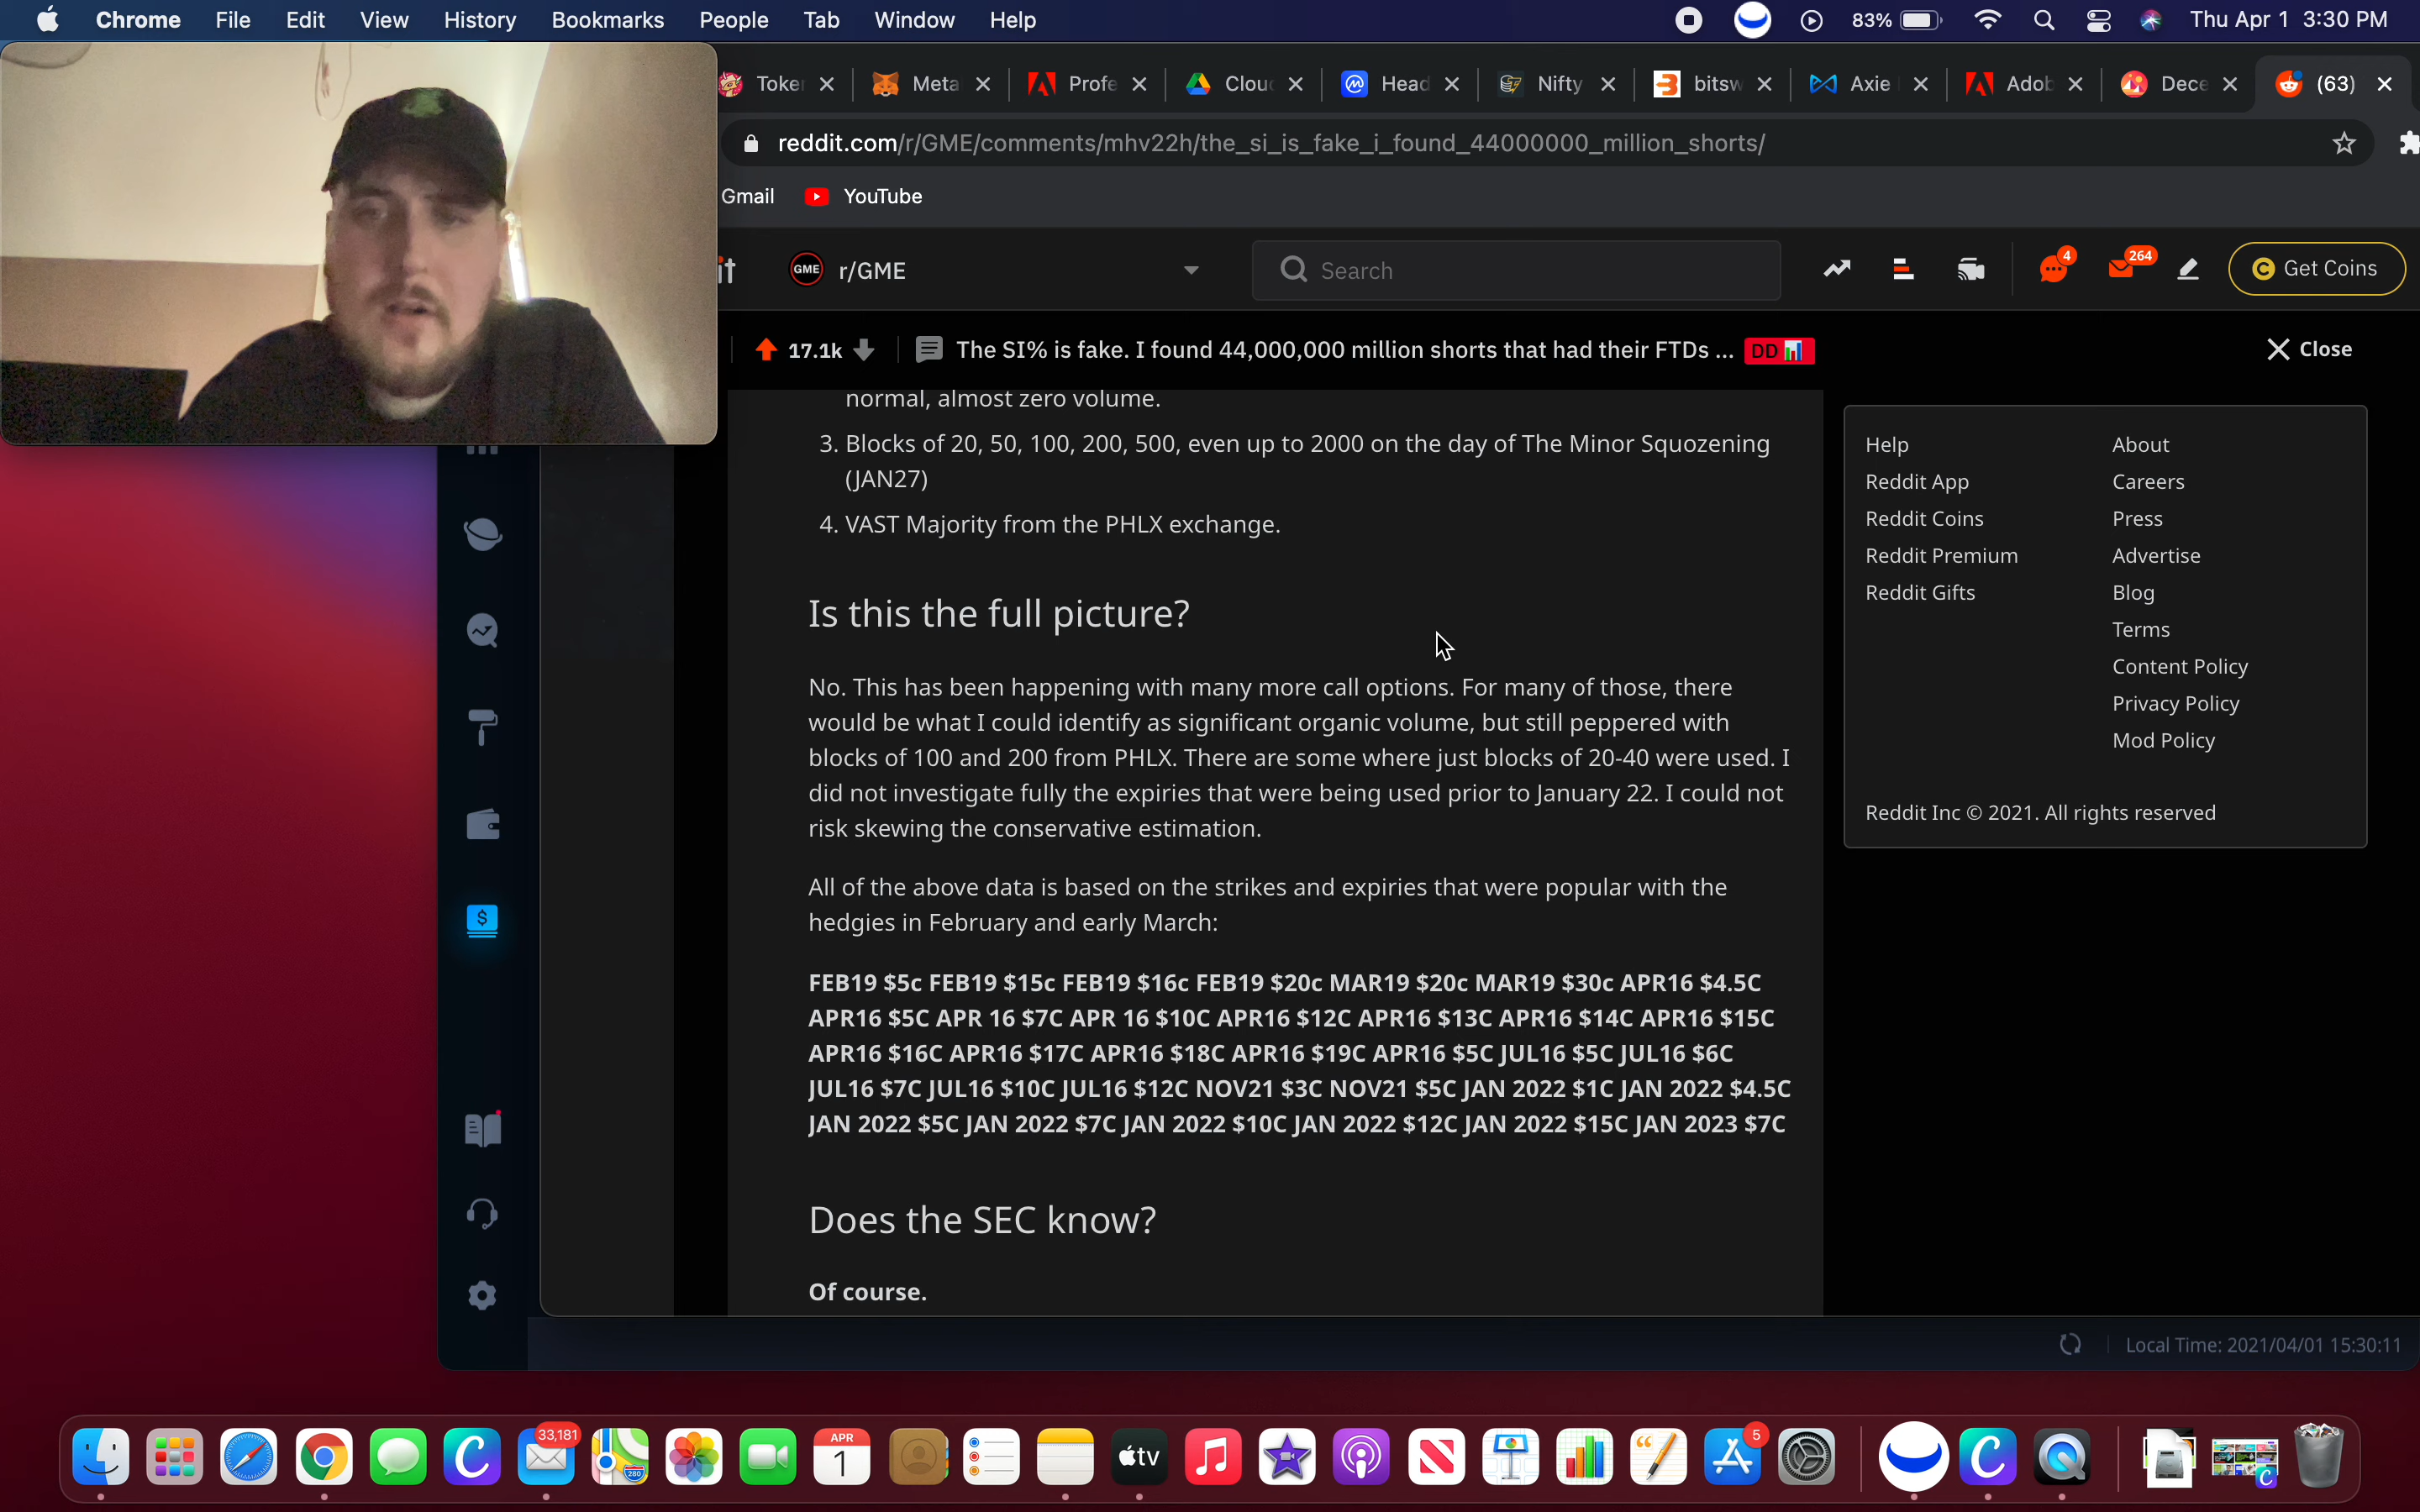 Chrome File Edit View History Bookmarks People Tab Window Help 83% Thu Apr 1 3:30 PM
Toker Meta Profe Clou Head Nifty bitsw Axie Adob Dece (63)
reddit.com/r/GME/comments/mhv22h/the_si_is_fake_i_found_44000000_million_shorts/
Gmail YouTube
it GME r/GME Search 4 264 Get Coins
17.1k The SI% is fake. I found 44,000,000 million shorts that had their FTDs ... DD Close
normal, almost zero volume.
3. Blocks of 20, 50, 100, 200, 500, even up to 2000 on the day of The Minor Squozening
(JAN27)
4. VAST Majority from the PHLX exchange.
Is this the full picture?
No. This has been happening with many more call options. For many of those, there
would be what I could identify as significant organic volume, but still peppered with
blocks of 100 and 200 from PHLX. There are some where just blocks of 20-40 were used. I
did not investigate fully the expiries that were being used prior to January 22. I could not
risk skewing the conservative estimation.
All of the above data is based on the strikes and expiries that were popular with the
hedgies in February and early March:
FEB19 $5c FEB19 $15c FEB19 $16c FEB19 $20c MAR19 $20c MAR19 $30c APR16 $4.5C
APR16 $5C APR 16 $7C APR 16 $10C APR16 $12C APR16 $13C APR16 $14C APR16 $15C
APR16 $16C APR16 $17C APR16 $18C APR16 $19C APR16 $5C JUL16 $5C JUL16 $6C
JUL16 $7C JUL16 $10C JUL16 $12C NOV21 $3C NOV21 $5C JAN 2022 $1C JAN 2022 $4.5C
JAN 2022 $5C JAN 2022 $7C JAN 2022 $10C JAN 2022 $12C JAN 2022 $15C JAN 2023 $7C
Does the SEC know?
Of course.
Help About
Reddit App Careers
Reddit Coins Press
Reddit Premium Advertise
Reddit Gifts Blog
Terms
Content Policy
Privacy Policy
Mod Policy
Reddit Inc © 2021. All rights reserved
Local Time: 2021/04/01 15:30:11
33,181 280 APR 1 tv 5